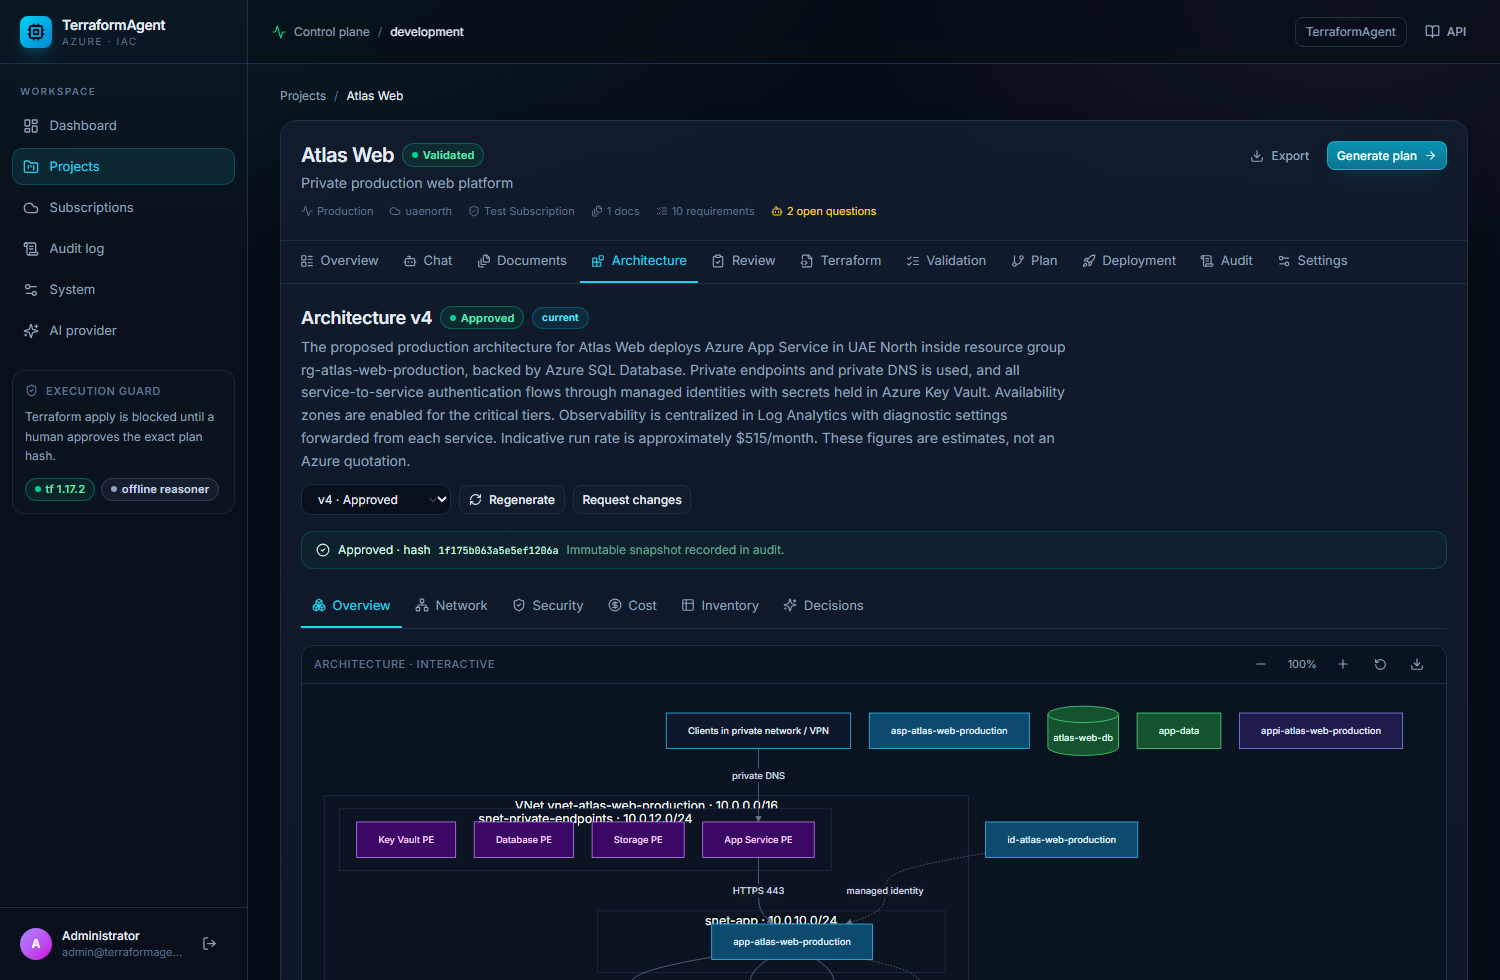 TerraformAgent
AZURE · IAC
Control plane / development
TerraformAgent
API
WORKSPACE
Dashboard
Projects
Subscriptions
Audit log
System
AI provider
EXECUTION GUARD
Terraform apply is blocked until a
human approves the exact plan
hash.
tf 1.17.2
offline reasoner
Administrator
A
admin@terraformage...
Projects / Atlas Web
Atlas Web
Validated
Export
Generate plan
Private production web platform
Production
uaenorth
Test Subscription
1 docs
10 requirements
2 open questions
Overview
Chat
Documents
Architecture
Review
Terraform
Validation
Plan
Deployment
Audit
Settings
Architecture v4
Approved
current
The proposed production architecture for Atlas Web deploys Azure App Service in UAE North inside resource group
rg-atlas-web-production, backed by Azure SQL Database. Private endpoints and private DNS is used, and all
service-to-service authentication flows through managed identities with secrets held in Azure Key Vault. Availability
zones are enabled for the critical tiers. Observability is centralized in Log Analytics with diagnostic settings
forwarded from each service. Indicative run rate is approximately $515/month. These figures are estimates, not an
Azure quotation.
v4 · Approved
Regenerate
Request changes
Approved · hash 1f175b063a5e5ef1206a Immutable snapshot recorded in audit.
Overview
Network
Security
Cost
Inventory
Decisions
ARCHITECTURE · INTERACTIVE
100%
Clients in private network / VPN
asp-atlas-web-production
atlas-web-db
app-data
appi-atlas-web-production
private DNS
VNet vnet-atlas-web-production · 10.0.0.0/16
snet-private-endpoints · 10.0.12.0/24
Key Vault PE
Database PE
Storage PE
App Service PE
id-atlas-web-production
HTTPS 443
managed identity
snet-app · 10.0.10.0/24
app-atlas-web-production